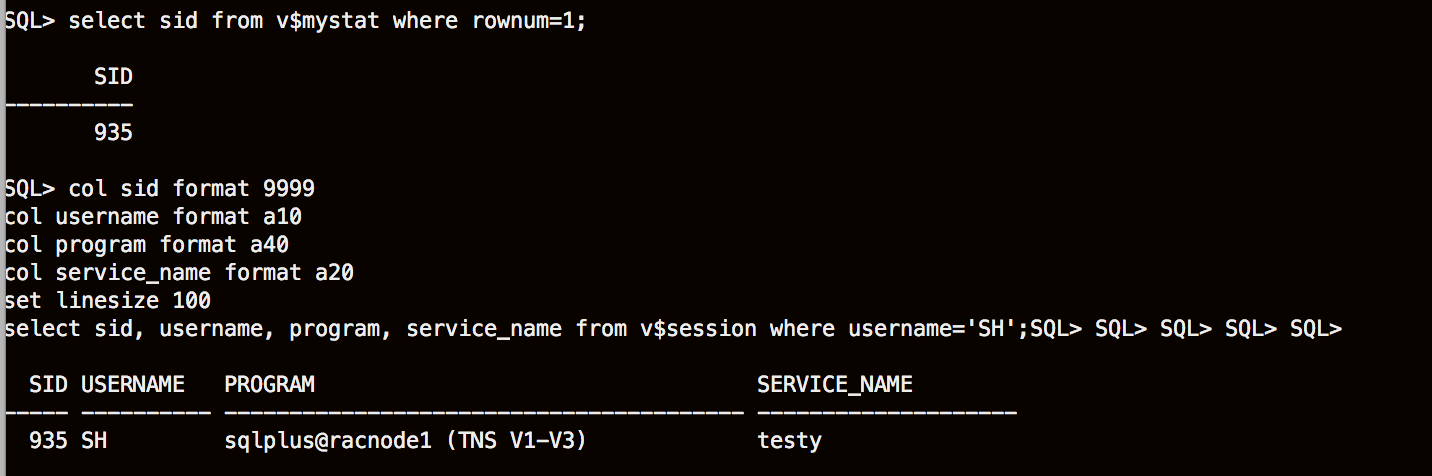 SQL> select sid from v$mystat where rownum=1;
       SID
----------
       935
SQL> col sid format 9999
col username format a10
col program format a40
col service_name format a20
set linesize 100
select sid, username, program, service_name from v$session where username='SH';SQL> SQL> SQL> SQL> SQL>
  SID USERNAME   PROGRAM                                  SERVICE_NAME
----- ---------- ---------------------------------------- --------------------
  935 SH         sqlplus@racnode1 (TNS V1-V3)             testy